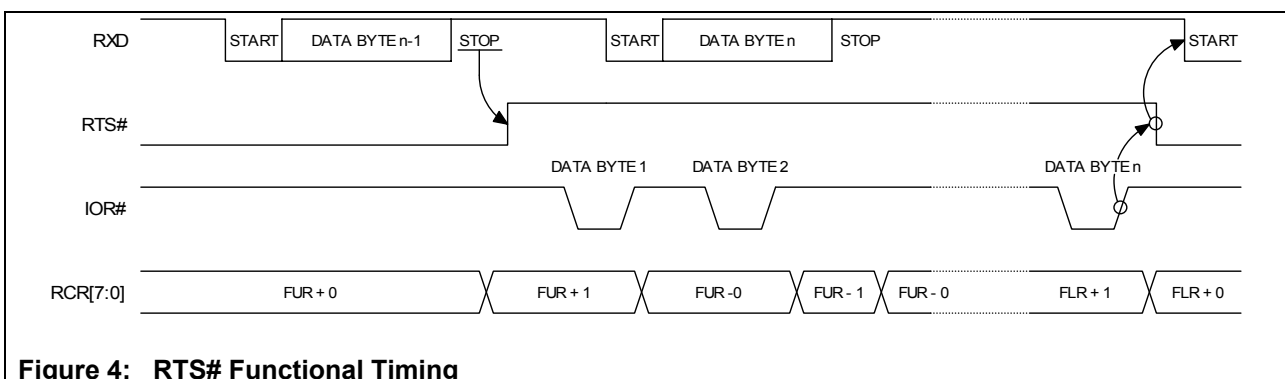 RXD START DATA BYTE n-1 STOP START DATA BYTE n STOP START
RTS#
DATA BYTE 1 DATA BYTE 2 DATA BYTE n
IOR#
RCR[7:0] FUR + 0 FUR + 1 FUR -0 FUR - 1 FUR - 0 FLR + 1 FLR + 0
Figure 4: RTS# Functional Timing